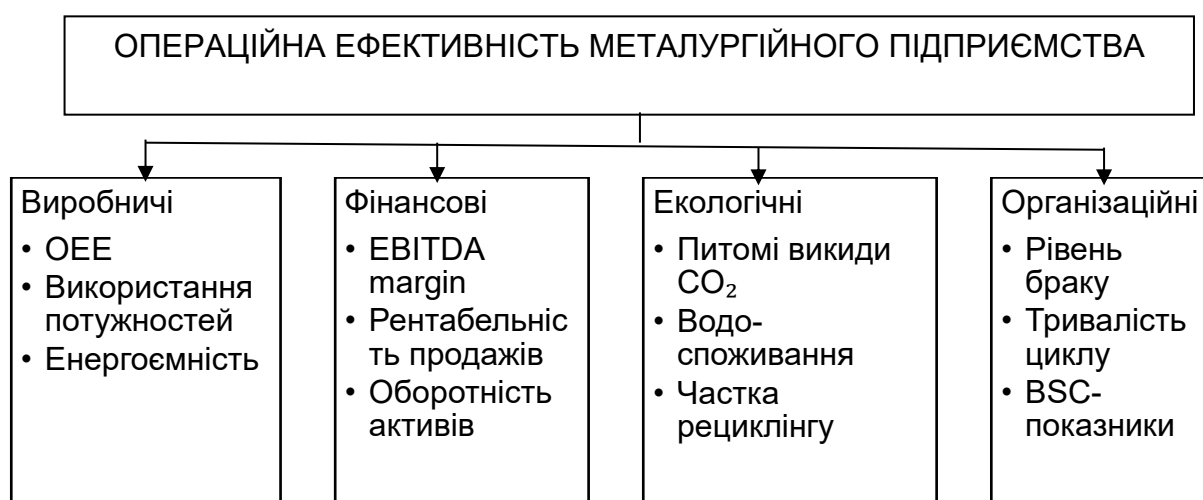 ОПЕРАЦІЙНА ЕФЕКТИВНІСТЬ МЕТАЛУРГІЙНОГО ПІДПРИЄМСТВА
Виробничі
• OEE
• Використання
потужностей
• Енергоємність
Фінансові
• EBITDA
margin
• Рентабельніс
ть продажів
• Оборотність
активів
Екологічні
• Питомі викиди
CO₂
• Водо-
споживання
• Частка
рециклінгу
Організаційні
• Рівень
браку
• Тривалість
циклу
• BSC-
показники